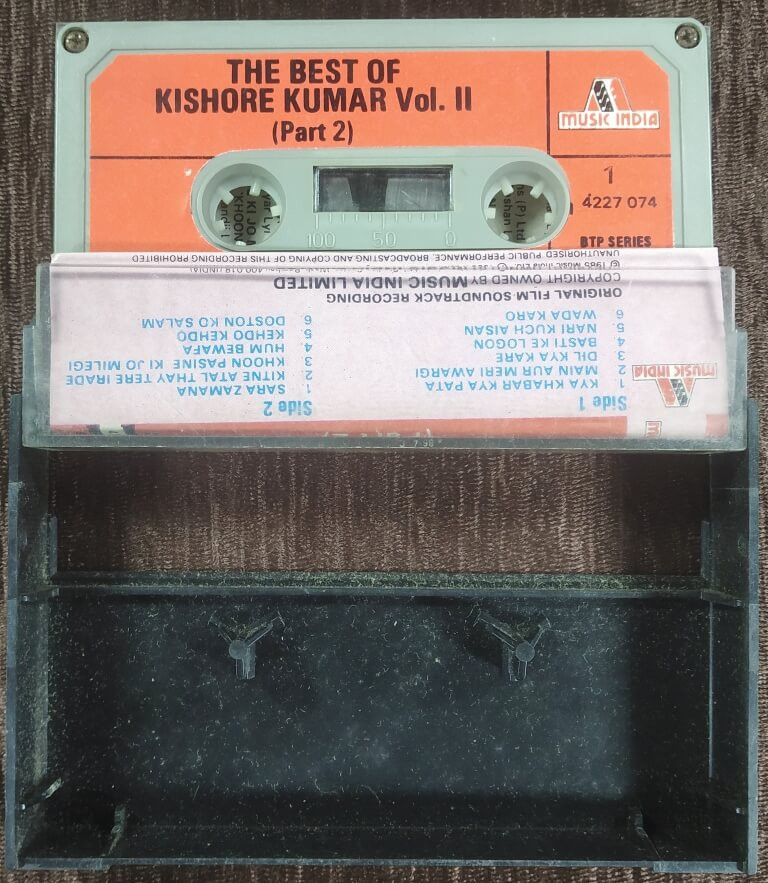 THE BEST OF
KISHORE KUMAR Vol. II
(Part 2)
MUSIC INDIA
1
4227 074
BTP SERIES
100 50 0
Side 1
1 KYA KHABAR KYA PATA
2 MAIN AUR MERI AWARGI
3 DIL KYA KARE
4 BASTI KE LOGON
5. NARI KUCH AISAN
6 WADA KARO
Side 2
1 SARA ZAMANA
2 KITNE ATAL THAY TERE IRADE
3 KHOON PASINE KI JO MILEGI
4 HUM BEWAFA
5. KEHDO KEHDO
6 DOSTON KO SALAM
MUSIC INDIA
ORIGINAL FILM SOUNDTRACK RECORDING
COPYRIGHT OWNED BY MUSIC INDIA LIMITED
UNAUTHORISED PUBLIC PERFORMANCE, BROADCASTING AND COPYING OF THIS RECORDING PROHIBITED